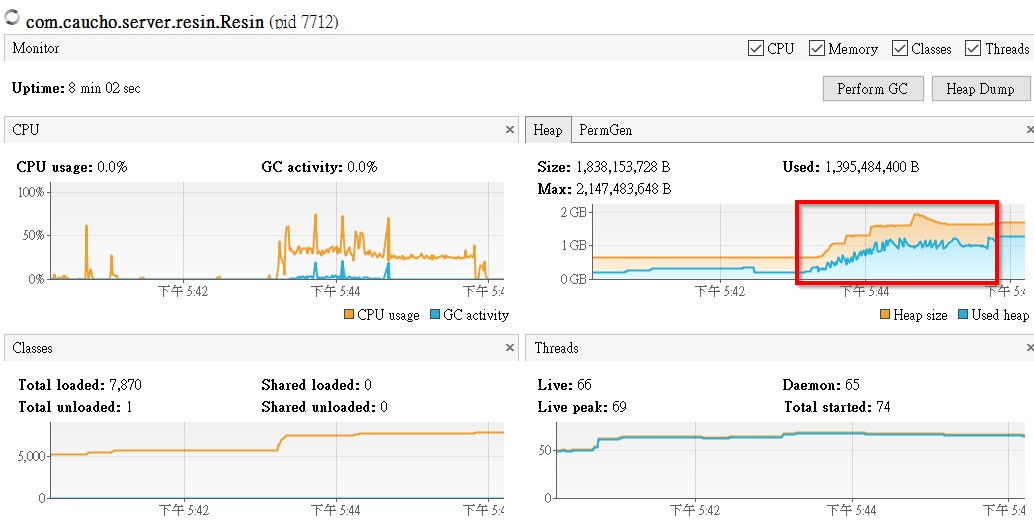 com.caucho.server.resin.Resin (pid 7712)
Monitor
CPU Memory Classes Threads
Uptime: 8 min 02 sec
Perform GC Heap Dump
CPU ×
CPU usage: 0.0% GC activity: 0.0%
100%
50%
0%
下午 5:42 下午 5:44 下午 5:4
CPU usage GC activity
Heap PermGen ×
Size: 1,838,153,728 B Used: 1,395,484,400 B
Max: 2,147,483,648 B
2 GB
1 GB
0 GB
下午 5:42 下午 5:44 下午 5:4
Heap size Used heap
Classes ×
Total loaded: 7,870 Shared loaded: 0
Total unloaded: 1 Shared unloaded: 0
5,000
0
下午 5:42 下午 5:44 下午 5:4
Threads ×
Live: 66 Daemon: 65
Live peak: 69 Total started: 74
50
0
下午 5:42 下午 5:44 下午 5:4